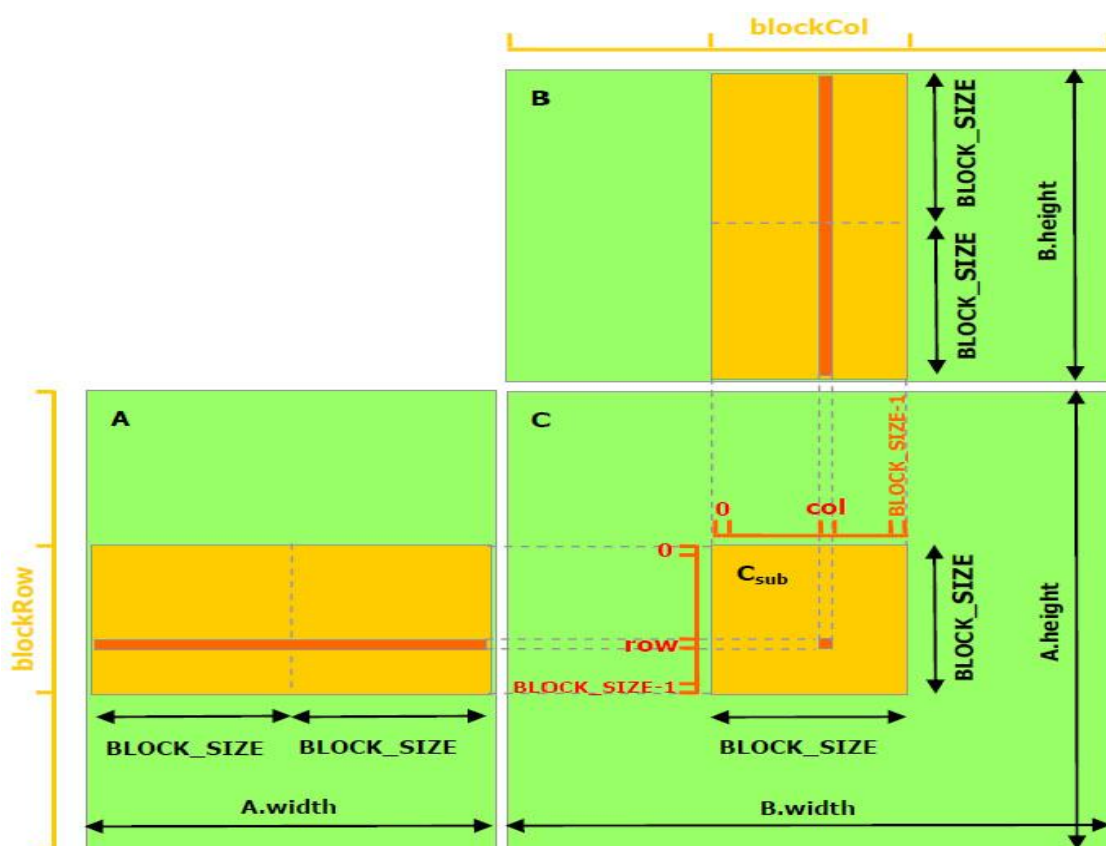 blockCol
B
BLOCK_SIZE
BLOCK_SIZE
B.height
A
C
BLOCK_SIZE-1
0
col
0
C_sub
BLOCK_SIZE
A.height
blockRow
row
BLOCK_SIZE-1
BLOCK_SIZE
BLOCK_SIZE
BLOCK_SIZE
A.width
B.width